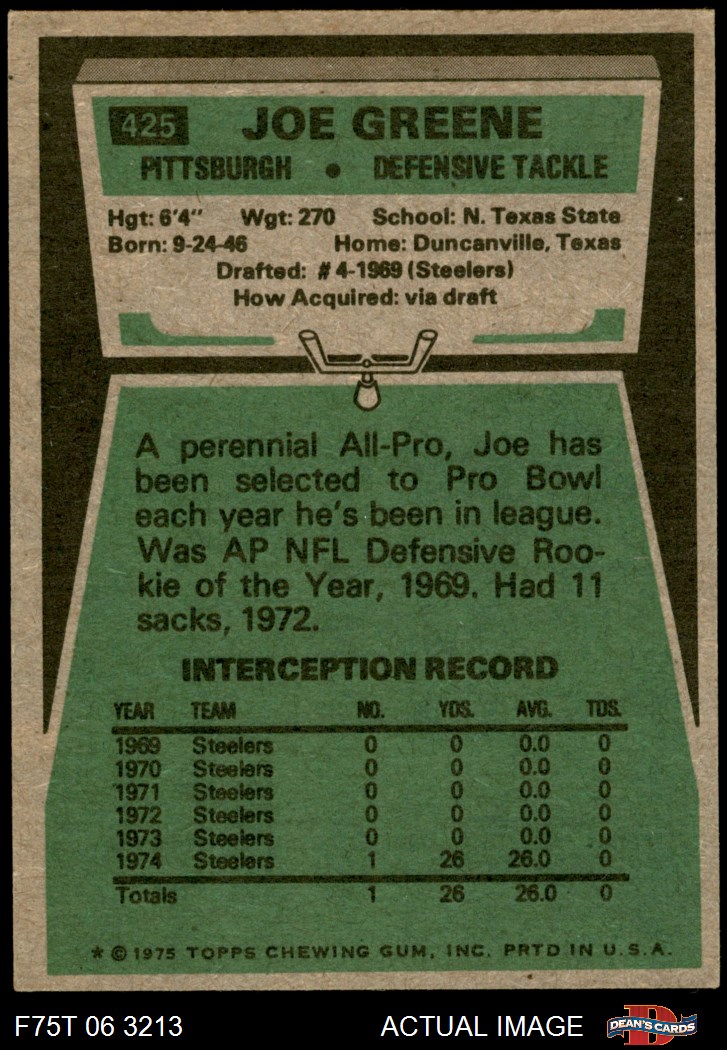 425 JOE GREENE
PITTSBURGH • DEFENSIVE TACKLE
Hgt: 6'4" Wgt: 270 School: N. Texas State
Born: 9-24-46 Home: Duncanville, Texas
Drafted: #4-1969 (Steelers)
How Acquired: via draft
A perennial All-Pro, Joe has
been selected to Pro Bowl
each year he's been in league.
Was AP NFL Defensive Roo-
kie of the Year, 1969. Had 11
sacks, 1972.
INTERCEPTION RECORD
YEAR TEAM NO. YDS. AVG. TDS.
1969 Steelers 0 0 0.0 0
1970 Steelers 0 0 0.0 0
1971 Steelers 0 0 0.0 0
1972 Steelers 0 0 0.0 0
1973 Steelers 0 0 0.0 0
1974 Steelers 1 26 26.0 0
Totals 1 26 26.0 0
* © 1975 TOPPS CHEWING GUM, INC. PRTD IN U.S.A.
F75T 06 3213 ACTUAL IMAGE D DEAN'S CARDS